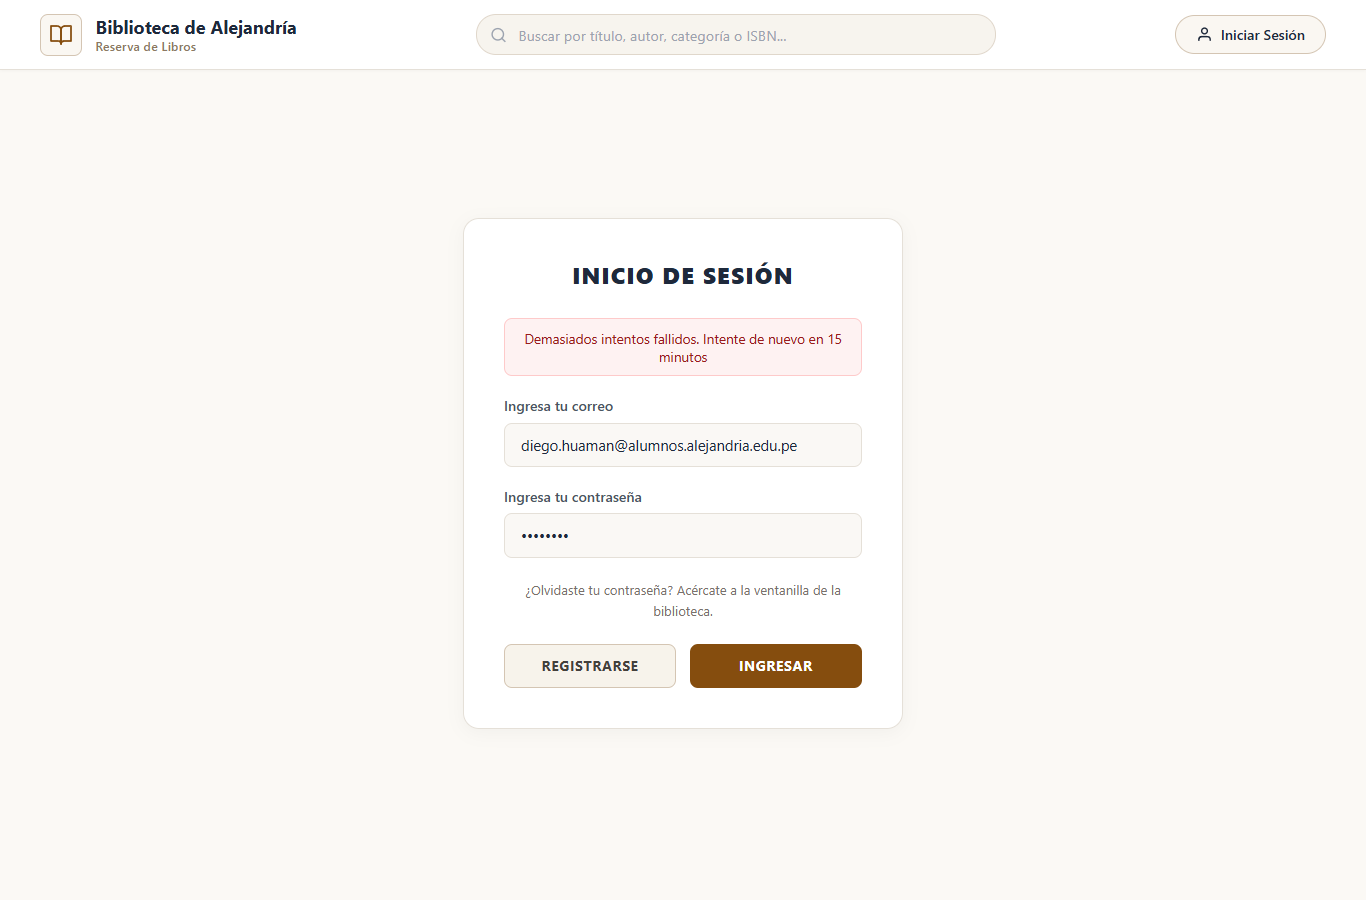 Biblioteca de Alejandría
Reserva de Libros
Buscar por título, autor, categoría o ISBN...
Iniciar Sesión
INICIO DE SESIÓN
Demasiados intentos fallidos. Intente de nuevo en 15
minutos
Ingresa tu correo
diego.huaman@alumnos.alejandria.edu.pe
Ingresa tu contraseña
••••••••
¿Olvidaste tu contraseña? Acércate a la ventanilla de la
biblioteca.
REGISTRARSE
INGRESAR